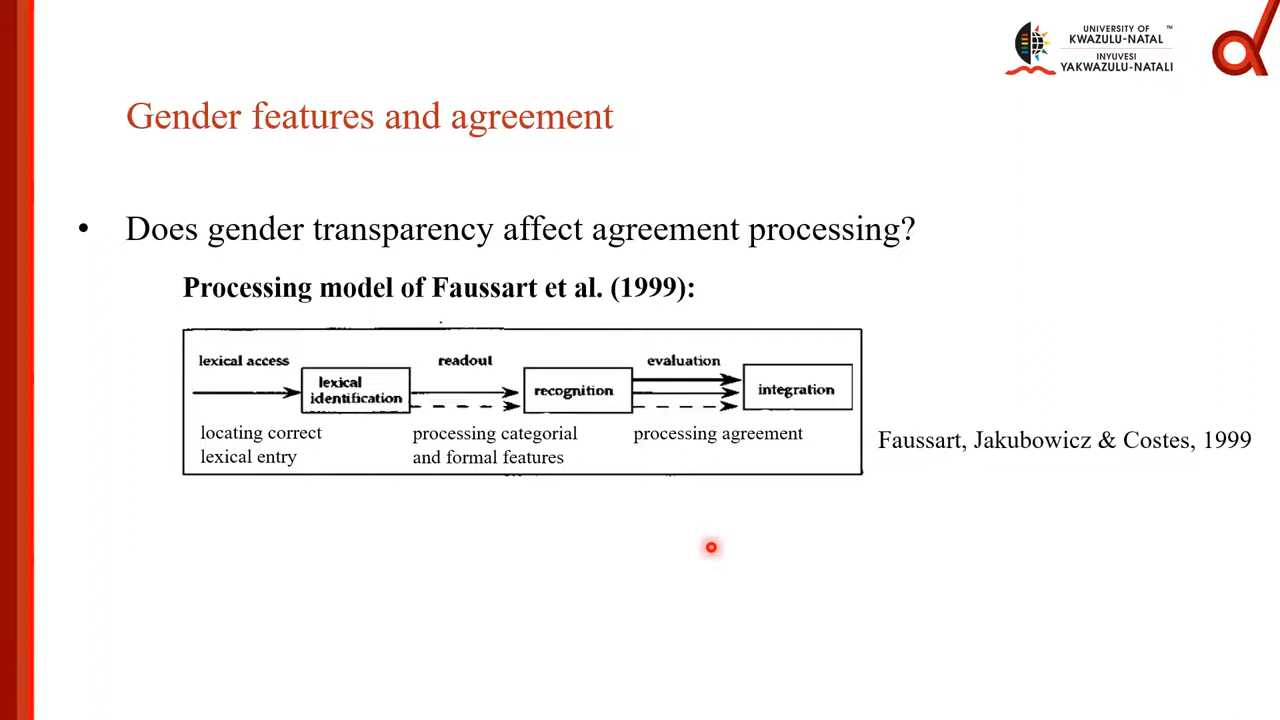 UNIVERSITY OF
KWAZULU-NATAL ™
INYUVESI
YAKWAZULU-NATALI
Gender features and agreement
• Does gender transparency affect agreement processing?
Processing model of Faussart et al. (1999):
lexical access
readout
evaluation
lexical
identification
recognition
integration
locating correct
lexical entry
processing categorial
and formal features
processing agreement
Faussart, Jakubowicz & Costes, 1999